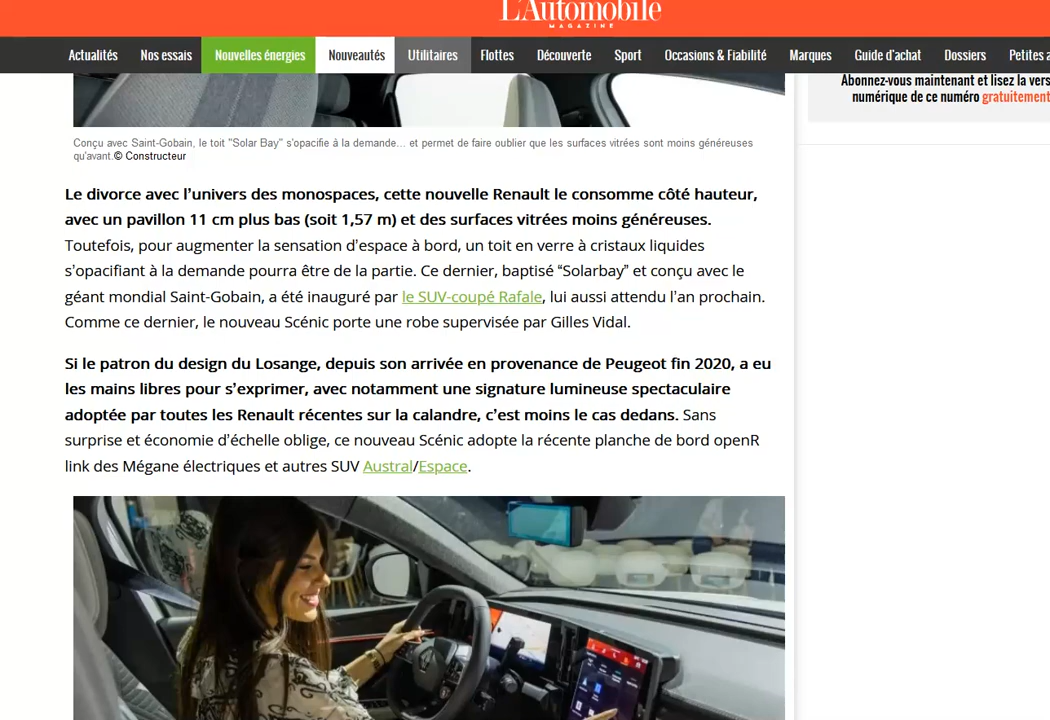 L'Automobile
MAGAZINE
Actualités Nos essais Nouvelles énergies Nouveautés Utilitaires Flottes Découverte Sport Occasions & Fiabilité Marques Guide d'achat Dossiers Petites a
Abonnez-vous maintenant et lisez la vers
numérique de ce numéro gratuitement
Conçu avec Saint-Gobain, le toit "Solar Bay" s'opacifie à la demande... et permet de faire oublier que les surfaces vitrées sont moins généreuses
qu'avant.© Constructeur
Le divorce avec l’univers des monospaces, cette nouvelle Renault le consomme côté hauteur,
avec un pavillon 11 cm plus bas (soit 1,57 m) et des surfaces vitrées moins généreuses.
Toutefois, pour augmenter la sensation d’espace à bord, un toit en verre à cristaux liquides
s’opacifiant à la demande pourra être de la partie. Ce dernier, baptisé “Solarbay” et conçu avec le
géant mondial Saint-Gobain, a été inauguré par le SUV-coupé Rafale, lui aussi attendu l’an prochain.
Comme ce dernier, le nouveau Scénic porte une robe supervisée par Gilles Vidal.
Si le patron du design du Losange, depuis son arrivée en provenance de Peugeot fin 2020, a eu
les mains libres pour s’exprimer, avec notamment une signature lumineuse spectaculaire
adoptée par toutes les Renault récentes sur la calandre, c’est moins le cas dedans. Sans
surprise et économie d’échelle oblige, ce nouveau Scénic adopte la récente planche de bord openR
link des Mégane électriques et autres SUV Austral/Espace.